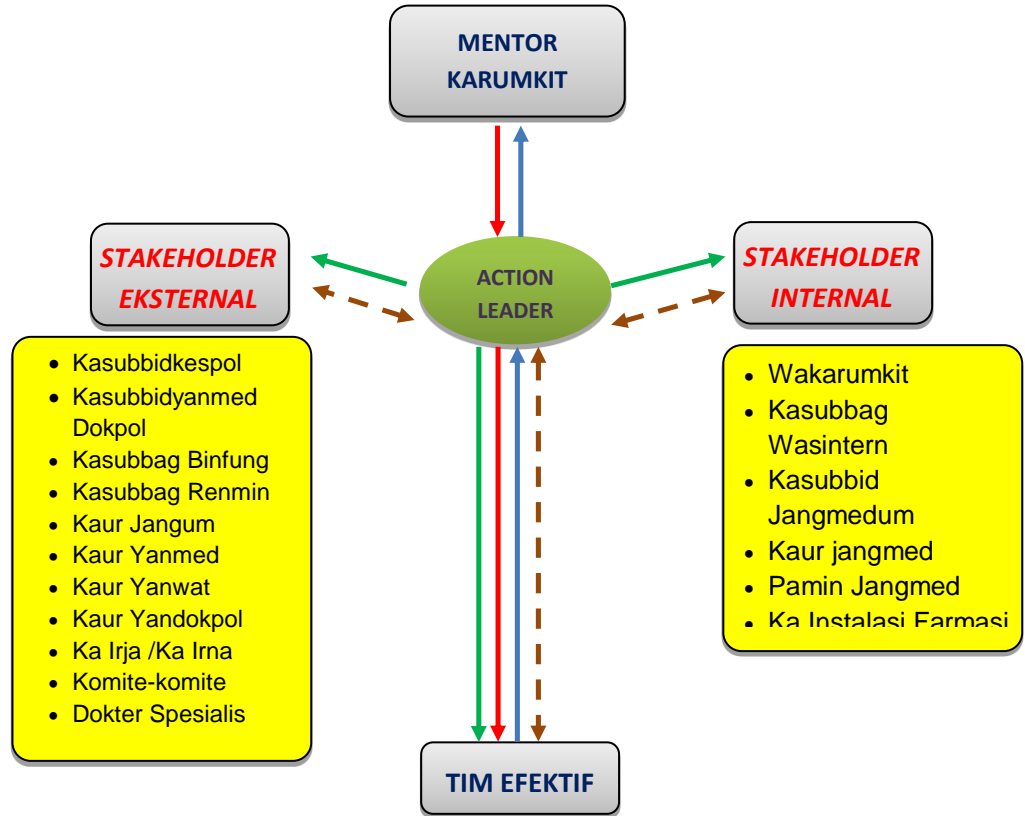 MENTOR
KARUMKIT
STAKEHOLDER
EKSTERNAL
ACTION
LEADER
STAKEHOLDER
INTERNAL
• Kasubbidkespol
• Kasubbidyanmed
Dokpol
• Kasubbag Binfung
• Kasubbag Renmin
• Kaur Jangum
• Kaur Yanmed
• Kaur Yanwat
• Kaur Yandokpol
• Ka Irja /Ka Irna
• Komite-komite
• Dokter Spesialis
• Wakarumkit
• Kasubbag
Wasintern
• Kasubbid
Jangmedum
• Kaur jangmed
• Pamin Jangmed
• Ka Instalasi Farmasi
TIM EFEKTIF